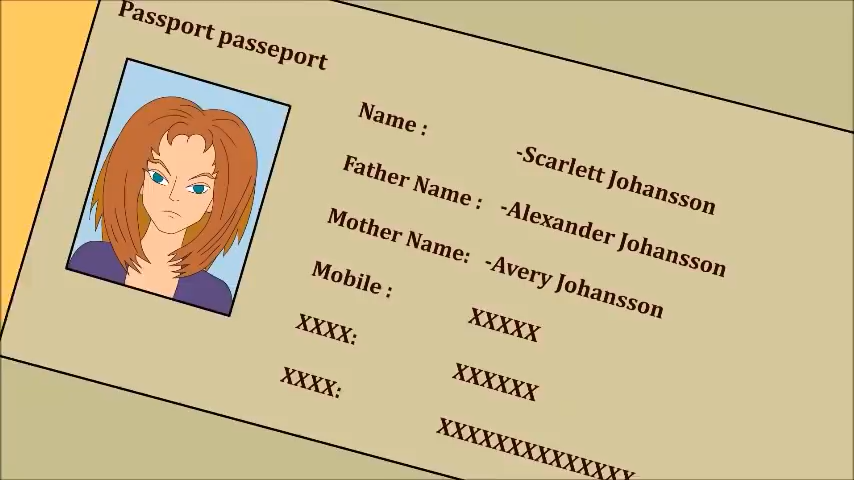 Passport passeport
Name : -Scarlett Johansson
Father Name : -Alexander Johansson
Mother Name: -Avery Johansson
Mobile : XXXXX
XXXX: XXXXXX
XXXX: XXXXXXXXXXXXXX